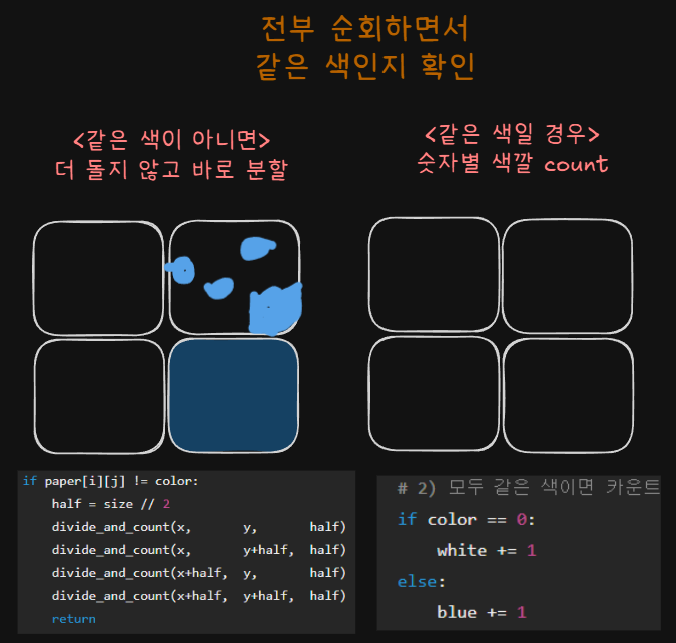 전부 순회하면서
같은 색인지 확인
<같은 색이 아니면>
더 돌지 않고 바로 분할
<같은 색일 경우>
숫자별 색깔 count
if paper[i][j] != color:
    half = size // 2
    divide_and_count(x,       y,       half)
    divide_and_count(x,       y+half,  half)
    divide_and_count(x+half,  y,       half)
    divide_and_count(x+half,  y+half,  half)
    return
# 2) 모두 같은 색이면 카운트
if color == 0:
    white += 1
else:
    blue += 1